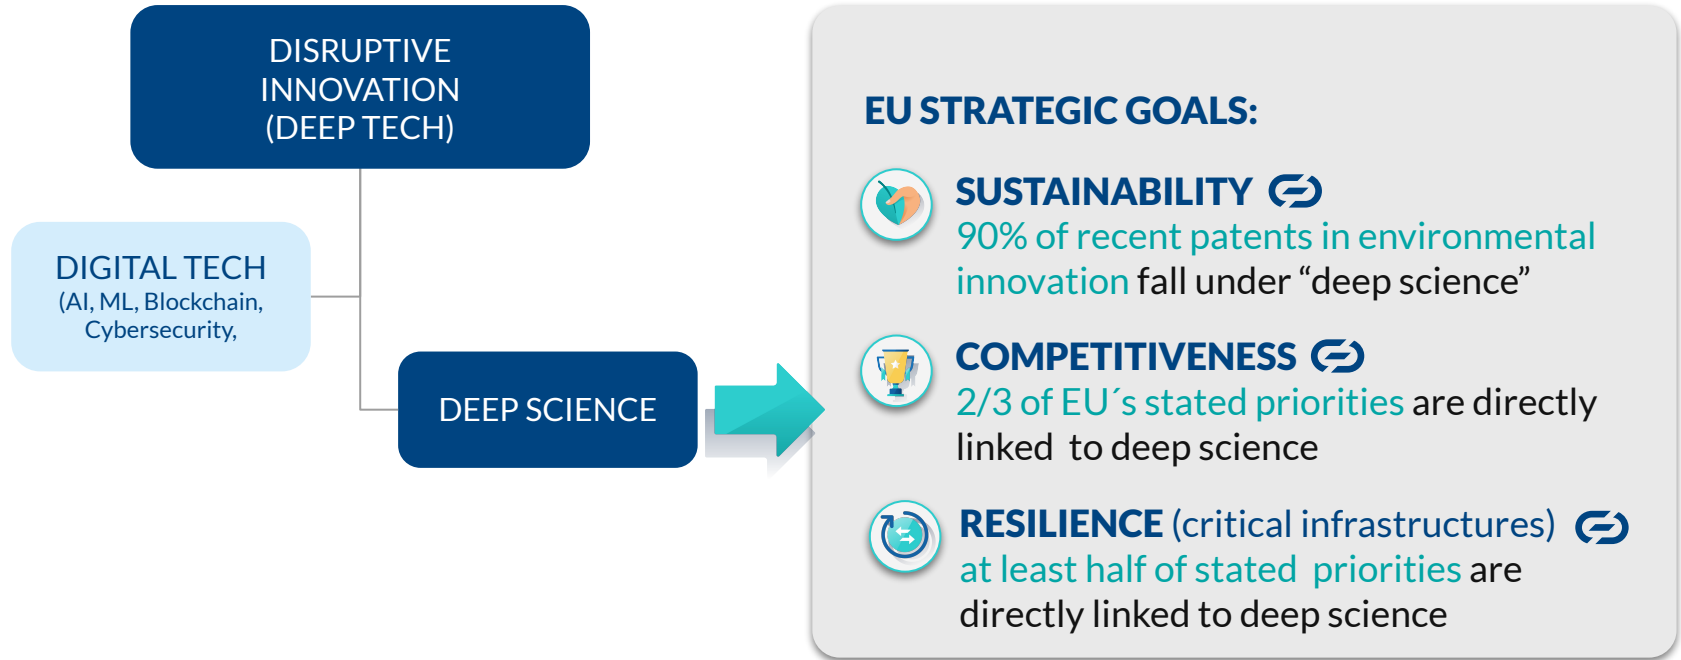 DISRUPTIVE
INNOVATION
(DEEP TECH)
DIGITAL TECH
(AI, ML, Blockchain,
Cybersecurity,
DEEP SCIENCE
EU STRATEGIC GOALS:
SUSTAINABILITY
90% of recent patents in environmental
innovation fall under “deep science”
COMPETITIVENESS
2/3 of EU´s stated priorities are directly
linked  to deep science
RESILIENCE (critical infrastructures)
at least half of stated  priorities are
directly linked to deep science